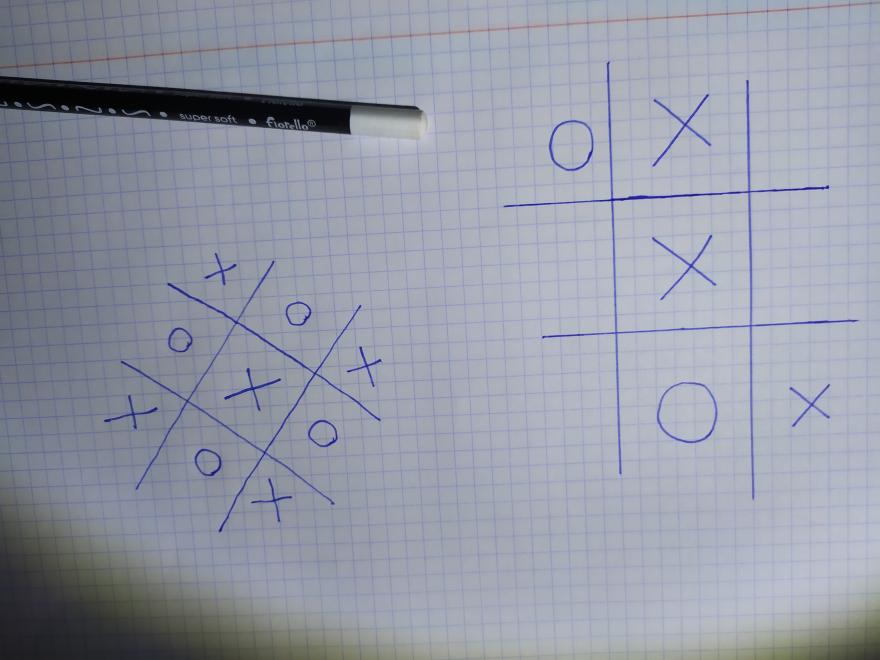 super soft • fiorello®
O X
X
O X
X
O O
X X X
O O
X